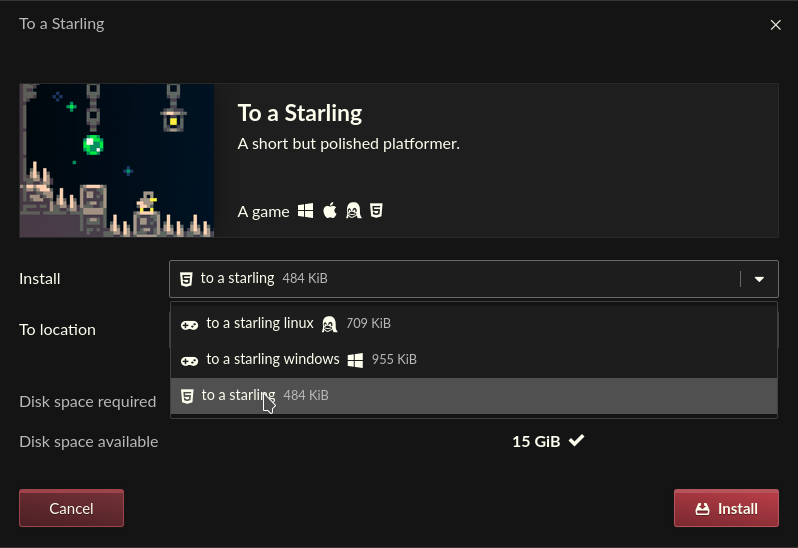 To a Starling
To a Starling
A short but polished platformer.
A game
Install
to a starling 484 KiB
to a starling linux 709 KiB
To location
to a starling windows 955 KiB
to a starling 484 KiB
Disk space required
Disk space available 15 GiB
Cancel
Install